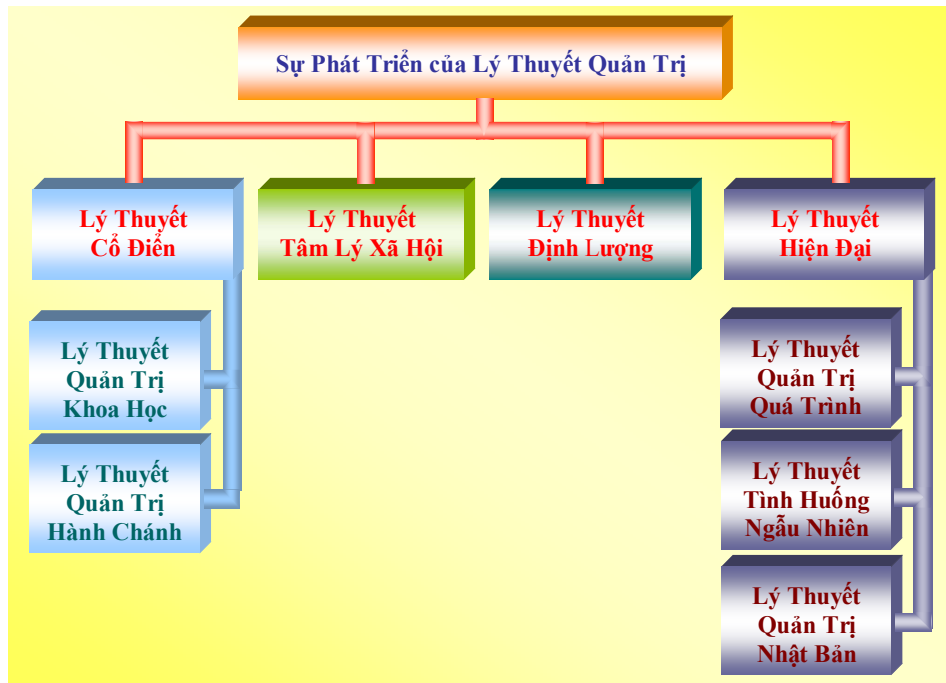 Sự Phát Triển của Lý Thuyết Quản Trị
Lý Thuyết
Cổ Điển
Lý Thuyết
Tâm Lý Xã Hội
Lý Thuyết
Định Lượng
Lý Thuyết
Hiện Đại
Lý Thuyết
Quản Trị
Khoa Học
Lý Thuyết
Quản Trị
Hành Chánh
Lý Thuyết
Quản Trị
Quá Trình
Lý Thuyết
Tình Huống
Ngẫu Nhiên
Lý Thuyết
Quản Trị
Nhật Bản